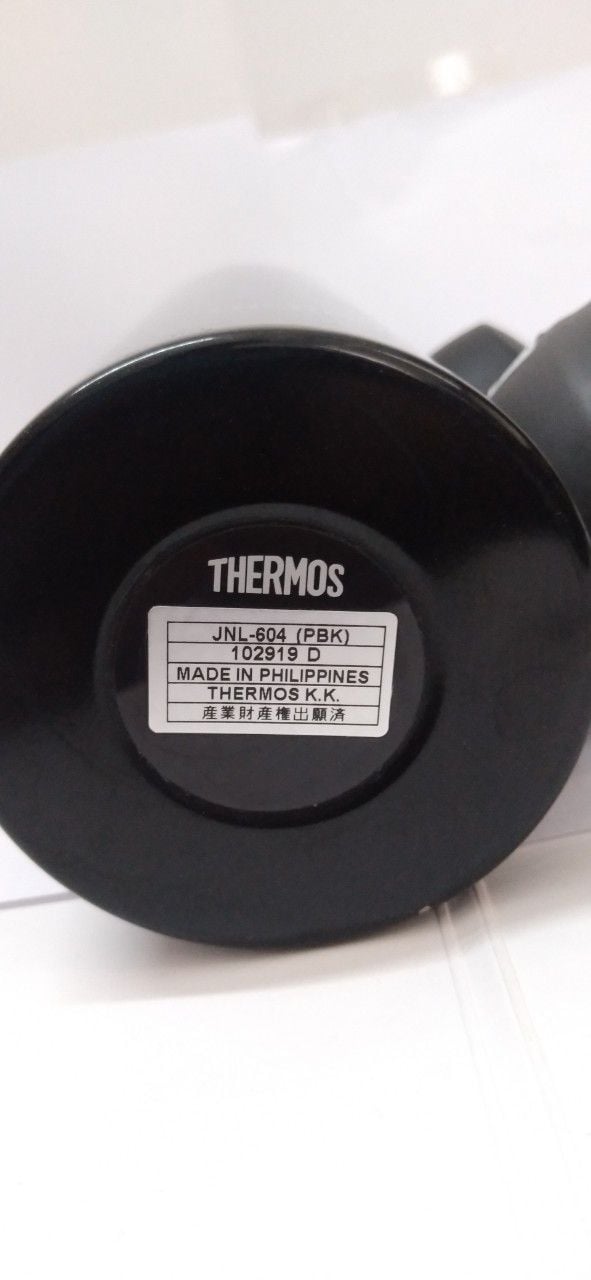 THERMOS
JNL-604 (PBK)
102919 D
MADE IN PHILIPPINES
THERMOS K.K.
産業財産権出願済